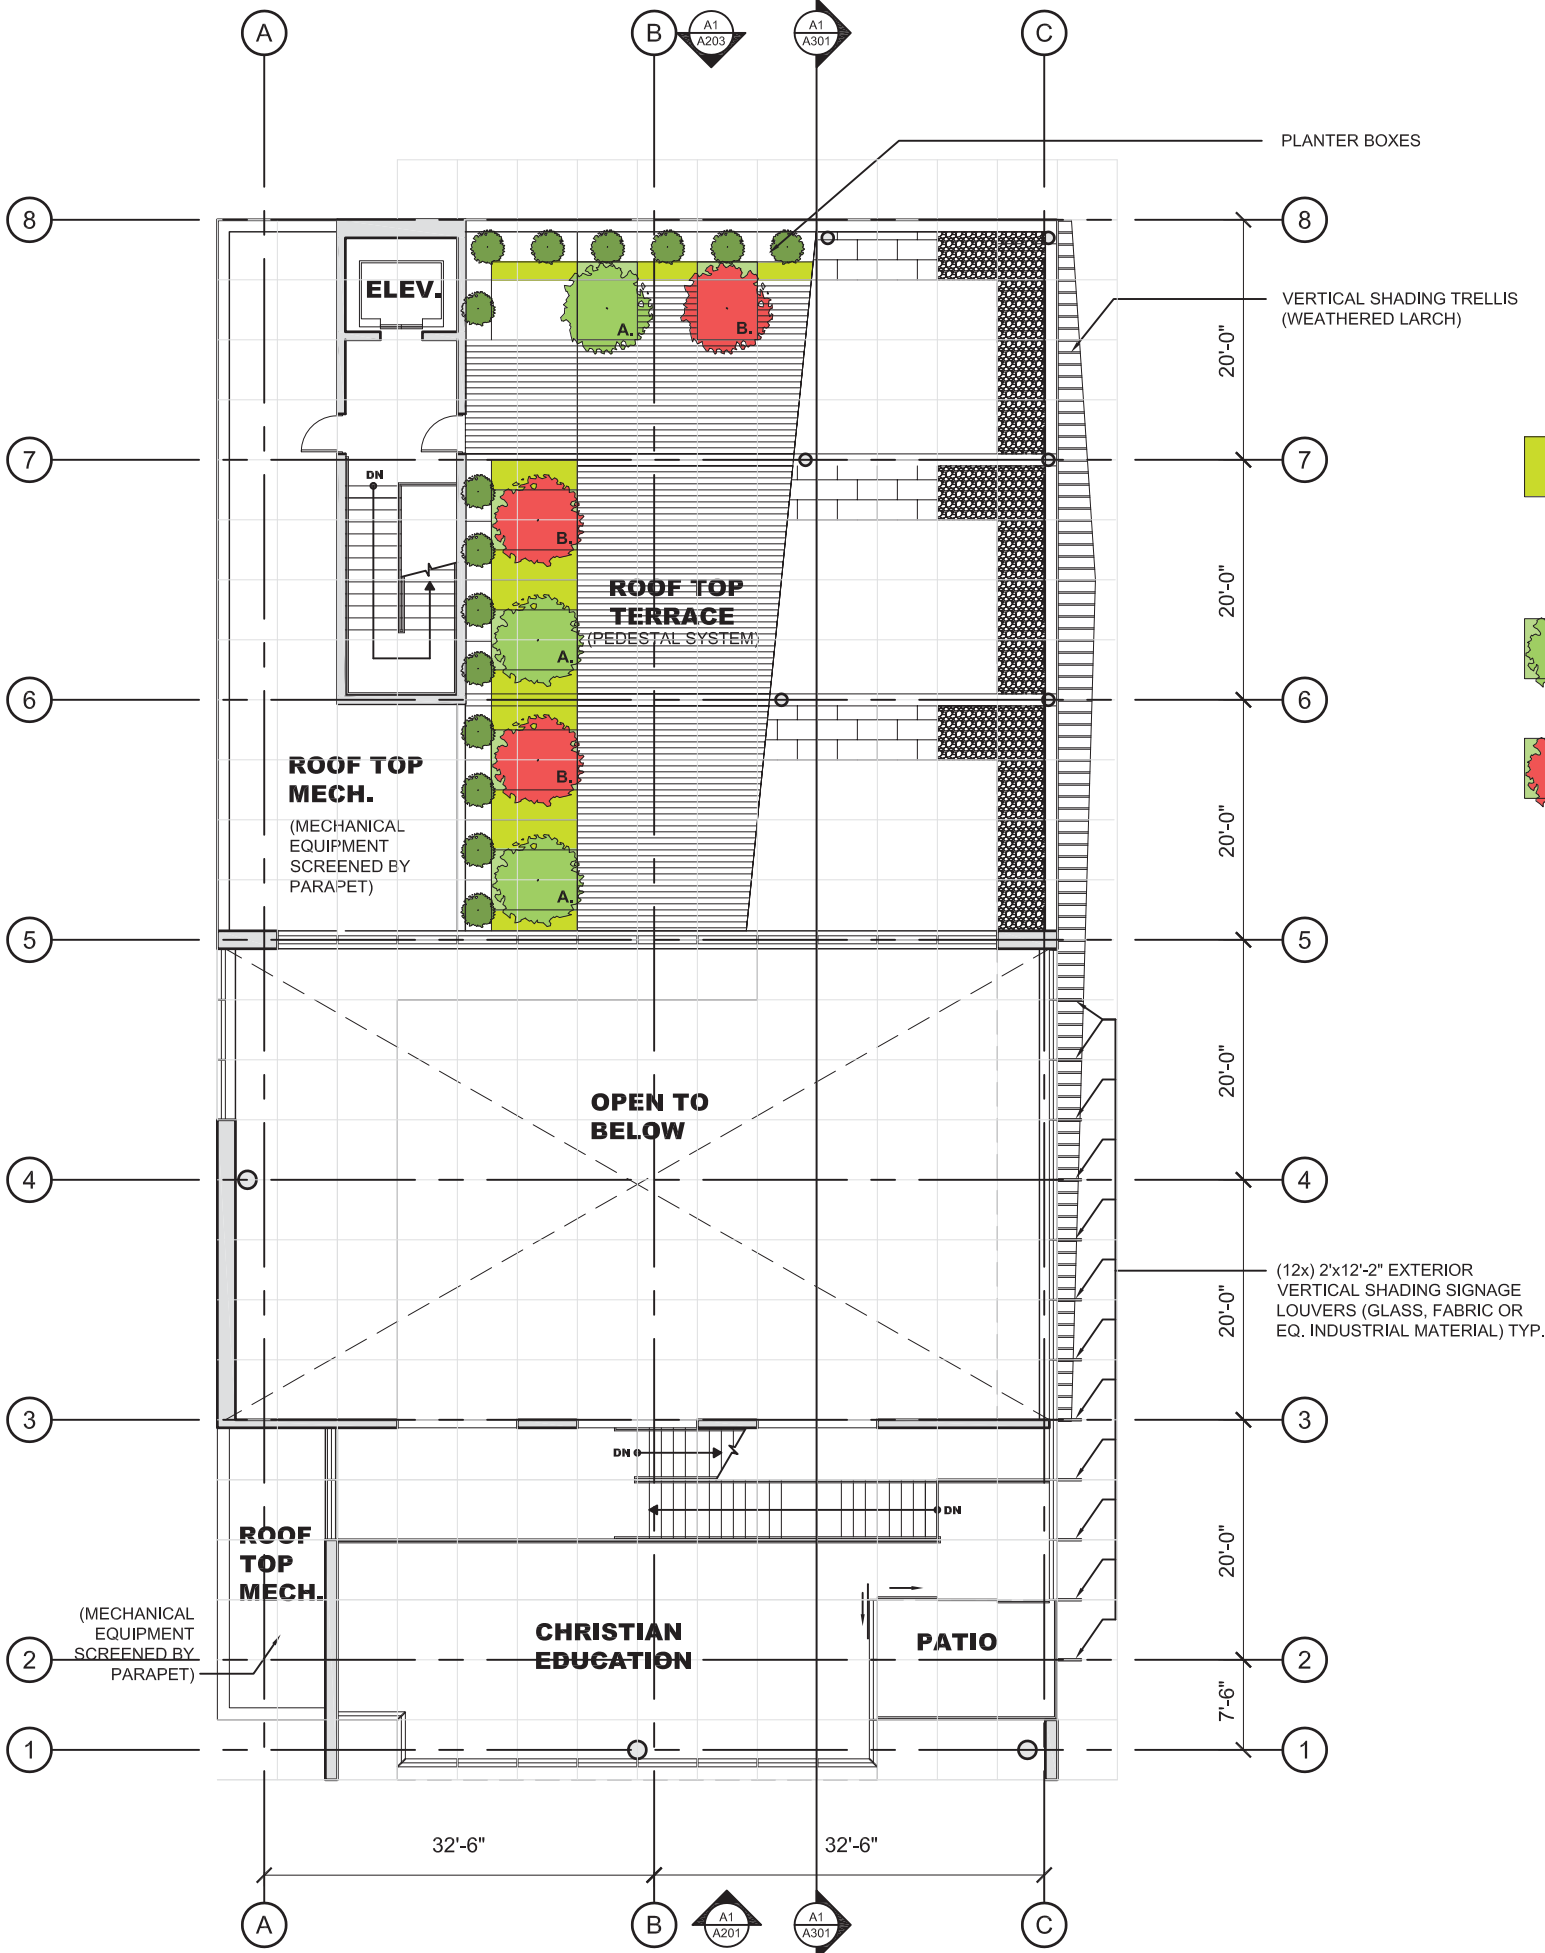 A
B
A1
A203
A1
A301
C
PLANTER BOXES
8
8
ELEV.
VERTICAL SHADING TRELLIS
(WEATHERED LARCH)
A.
B.
20'-0"
7
7
DN
B.
ROOF TOP
TERRACE
(PEDESTAL SYSTEM)
20'-0"
A.
6
6
ROOF TOP
MECH.
(MECHANICAL
EQUIPMENT
SCREENED BY
PARAPET)
B.
20'-0"
A.
5
5
20'-0"
OPEN TO
BELOW
4
4
(12x) 2'x12'-2" EXTERIOR
VERTICAL SHADING SIGNAGE
LOUVERS (GLASS, FABRIC OR
EQ. INDUSTRIAL MATERIAL) TYP.
20'-0"
3
3
DN
DN
ROOF
TOP
MECH.
20'-0"
(MECHANICAL
EQUIPMENT
SCREENED BY
PARAPET)
CHRISTIAN
EDUCATION
PATIO
2
2
7'-6"
1
1
32'-6"
32'-6"
A
B
A1
A201
A1
A301
C